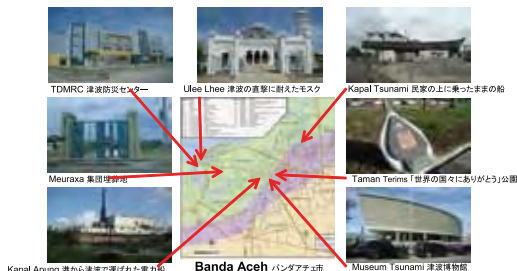 TDMRC 津波防災センター
Ulee Lhee 津波の直撃に耐えたモスク
Kapal Tsunami 民家の上に乗ったままの船
Meuraxa 集団埋葬地
Taman Terims 「世界の国々にありがとう」公園
Kapal Apung 港から津波で運ばれた電力船
Banda Aceh バンダアチェ市
Museum Tsunami 津波博物館